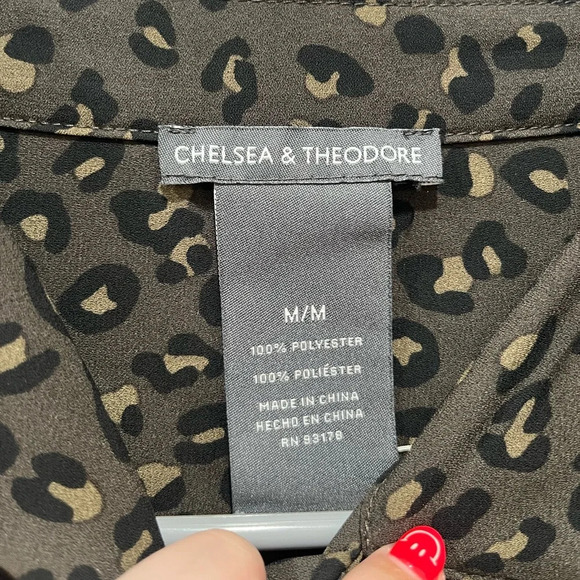 CHELSEA & THEODORE
M/M
100% POLYESTER
100% POLIÉSTER
MADE IN CHINA
HECHO EN CHINA
RN 93178